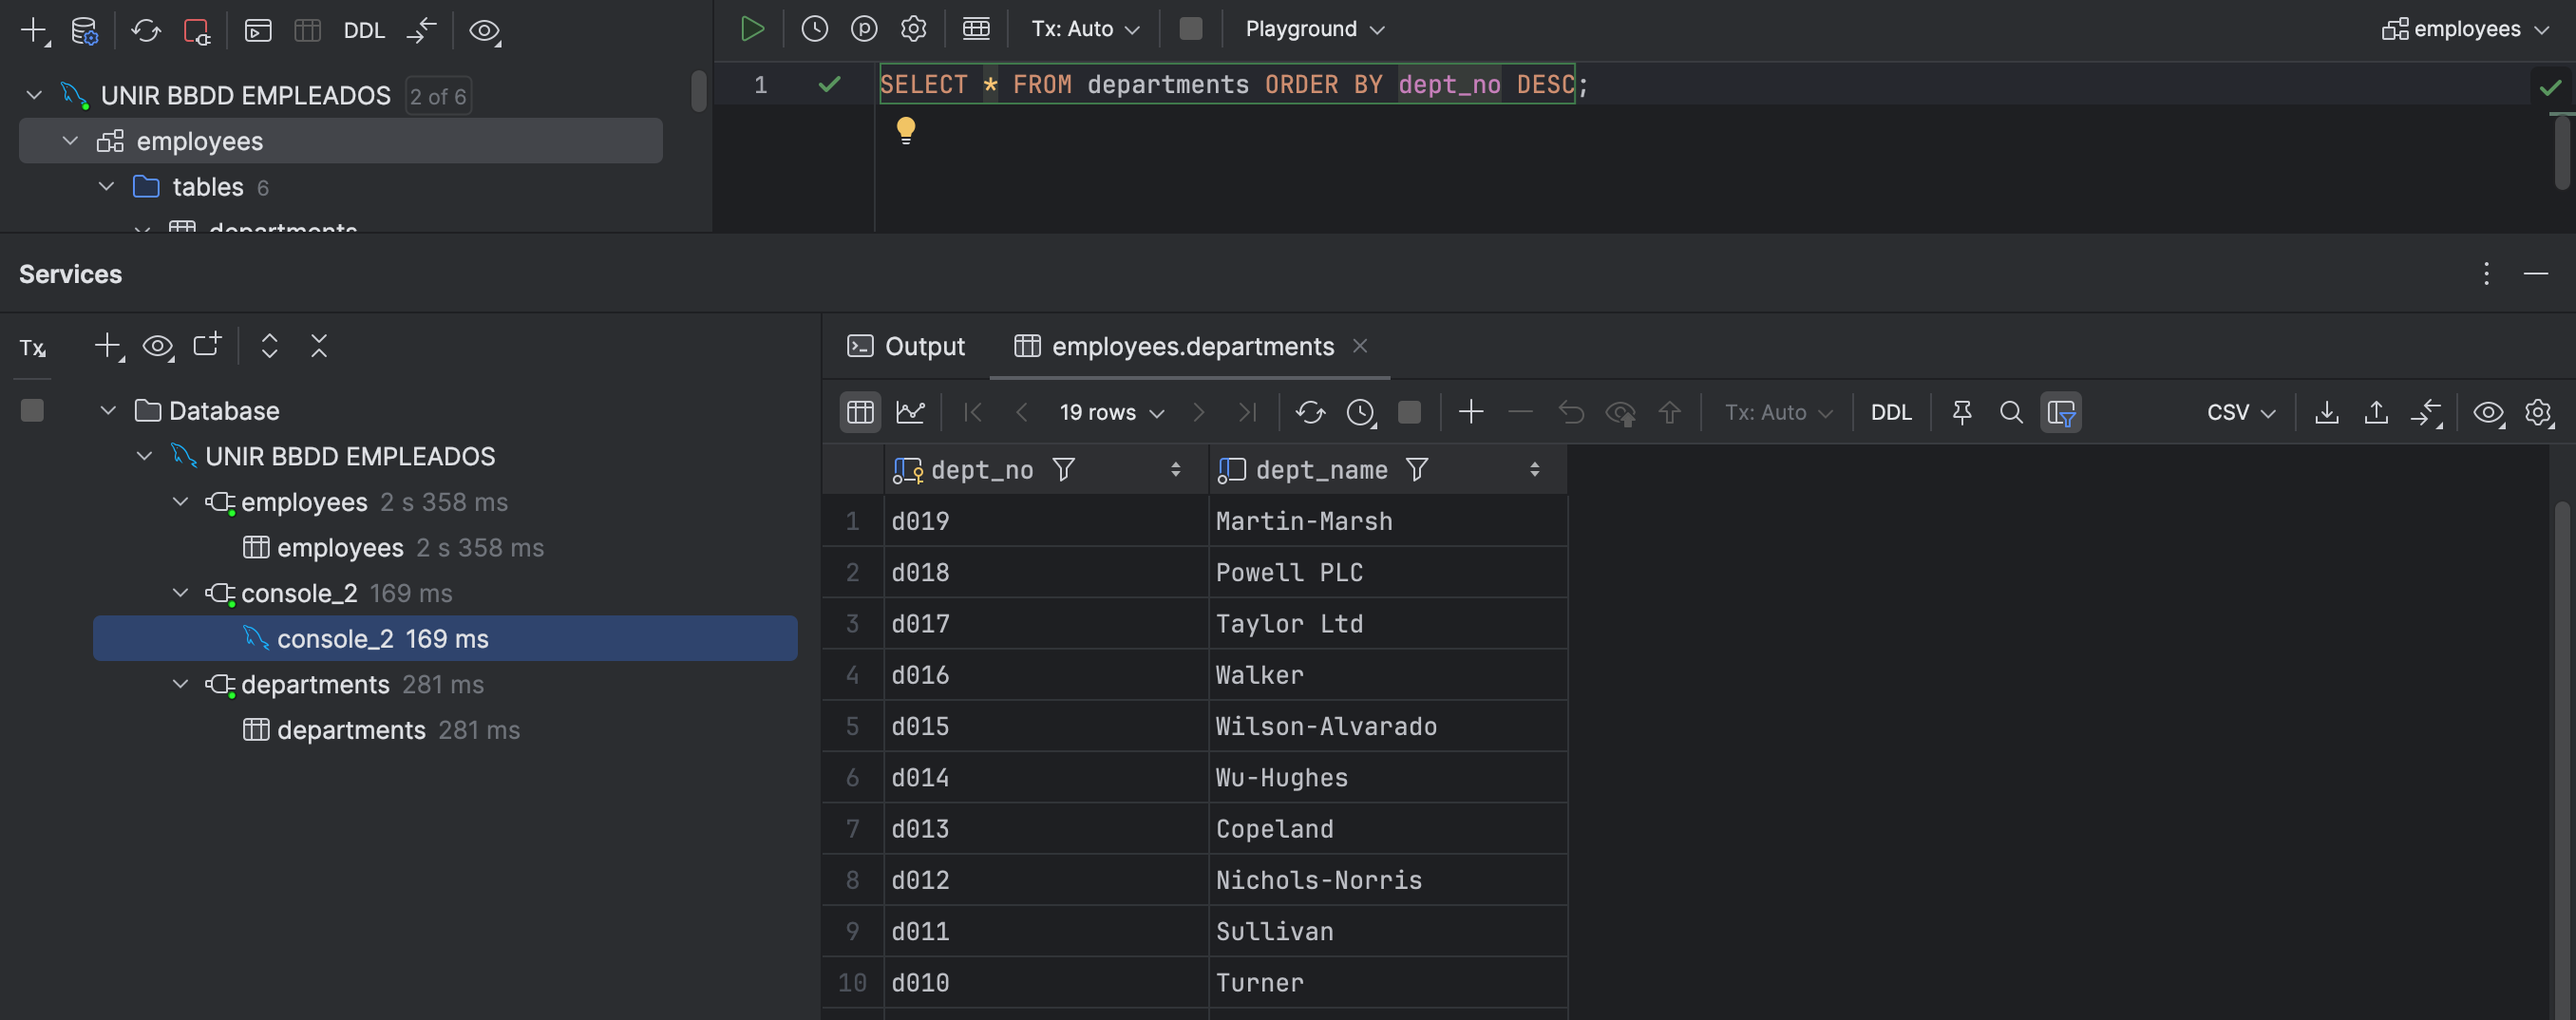 DDL
Tx: Auto
Playground
employees
UNIR BBDD EMPLEADOS 2 of 6
employees
tables 6
departments
1 SELECT * FROM departments ORDER BY dept_no DESC;
Services
Tx
Database
UNIR BBDD EMPLEADOS
employees 2 s 358 ms
employees 2 s 358 ms
console_2 169 ms
console_2 169 ms
departments 281 ms
departments 281 ms
Output employees.departments
19 rows Tx: Auto DDL CSV
dept_no dept_name
1 d019 Martin-Marsh
2 d018 Powell PLC
3 d017 Taylor Ltd
4 d016 Walker
5 d015 Wilson-Alvarado
6 d014 Wu-Hughes
7 d013 Copeland
8 d012 Nichols-Norris
9 d011 Sullivan
10 d010 Turner